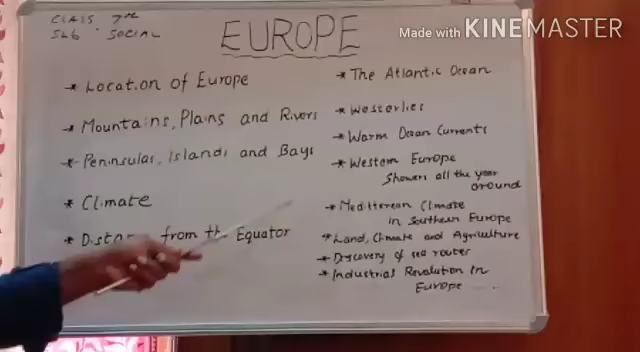 CLASS 7th
Sub · SOCIAL
EUROPE
Made with KINEMASTER
* Location of Europe
* Mountains, Plains and Rivers
* Peninsulas, Islands and Bays
* Climate
* from the Equator
* The Atlantic Ocean
* Westerlies
* Warm Ocean Currents
* Western Europe
Showers all the year
around
* Mediterrean Climate
in Southern Europe
* Land, Climate and Agriculture
* Discovery of sea routes
* Industrial Revolution in
Europe .....